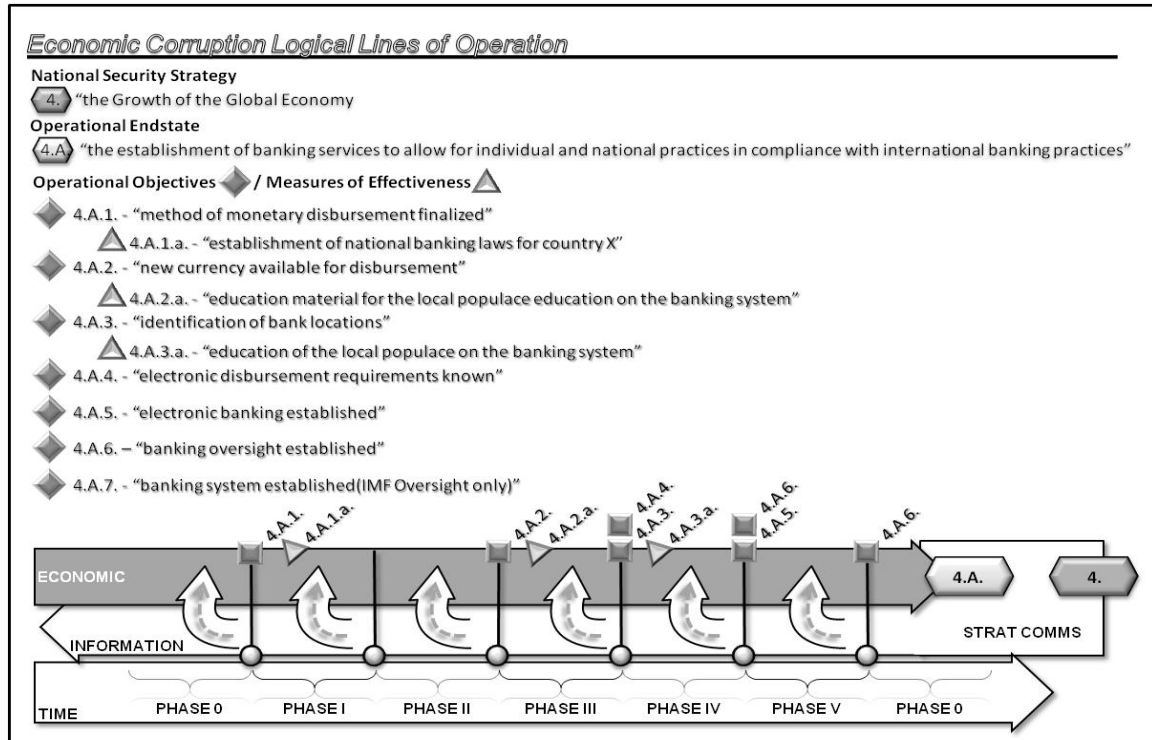 Economic Corruption Logical Lines of Operation
National Security Strategy
4. “the Growth of the Global Economy
Operational Endstate
4.A. “the establishment of banking services to allow for individual and national practices in compliance with international banking practices”
Operational Objectives / Measures of Effectiveness
4.A.1. - “method of monetary disbursement finalized”
4.A.1.a. - “establishment of national banking laws for country X”
4.A.2. - “new currency available for disbursement”
4.A.2.a. - “education material for the local populace education on the banking system”
4.A.3. - “identification of bank locations”
4.A.3.a. - “education of the local populace on the banking system”
4.A.4. - “electronic disbursement requirements known”
4.A.5. - “electronic banking established”
4.A.6. – “banking oversight established”
4.A.7. - “banking system established(IMF Oversight only)”
4.A.1. 4.A.1.a. 4.A.2. 4.A.2.a. 4.A.4. 4.A.3. 4.A.3.a. 4.A.6. 4.A.5. 4.A.6.
ECONOMIC 4.A. 4.
INFORMATION STRAT COMMS
TIME PHASE 0 PHASE I PHASE II PHASE III PHASE IV PHASE V PHASE 0